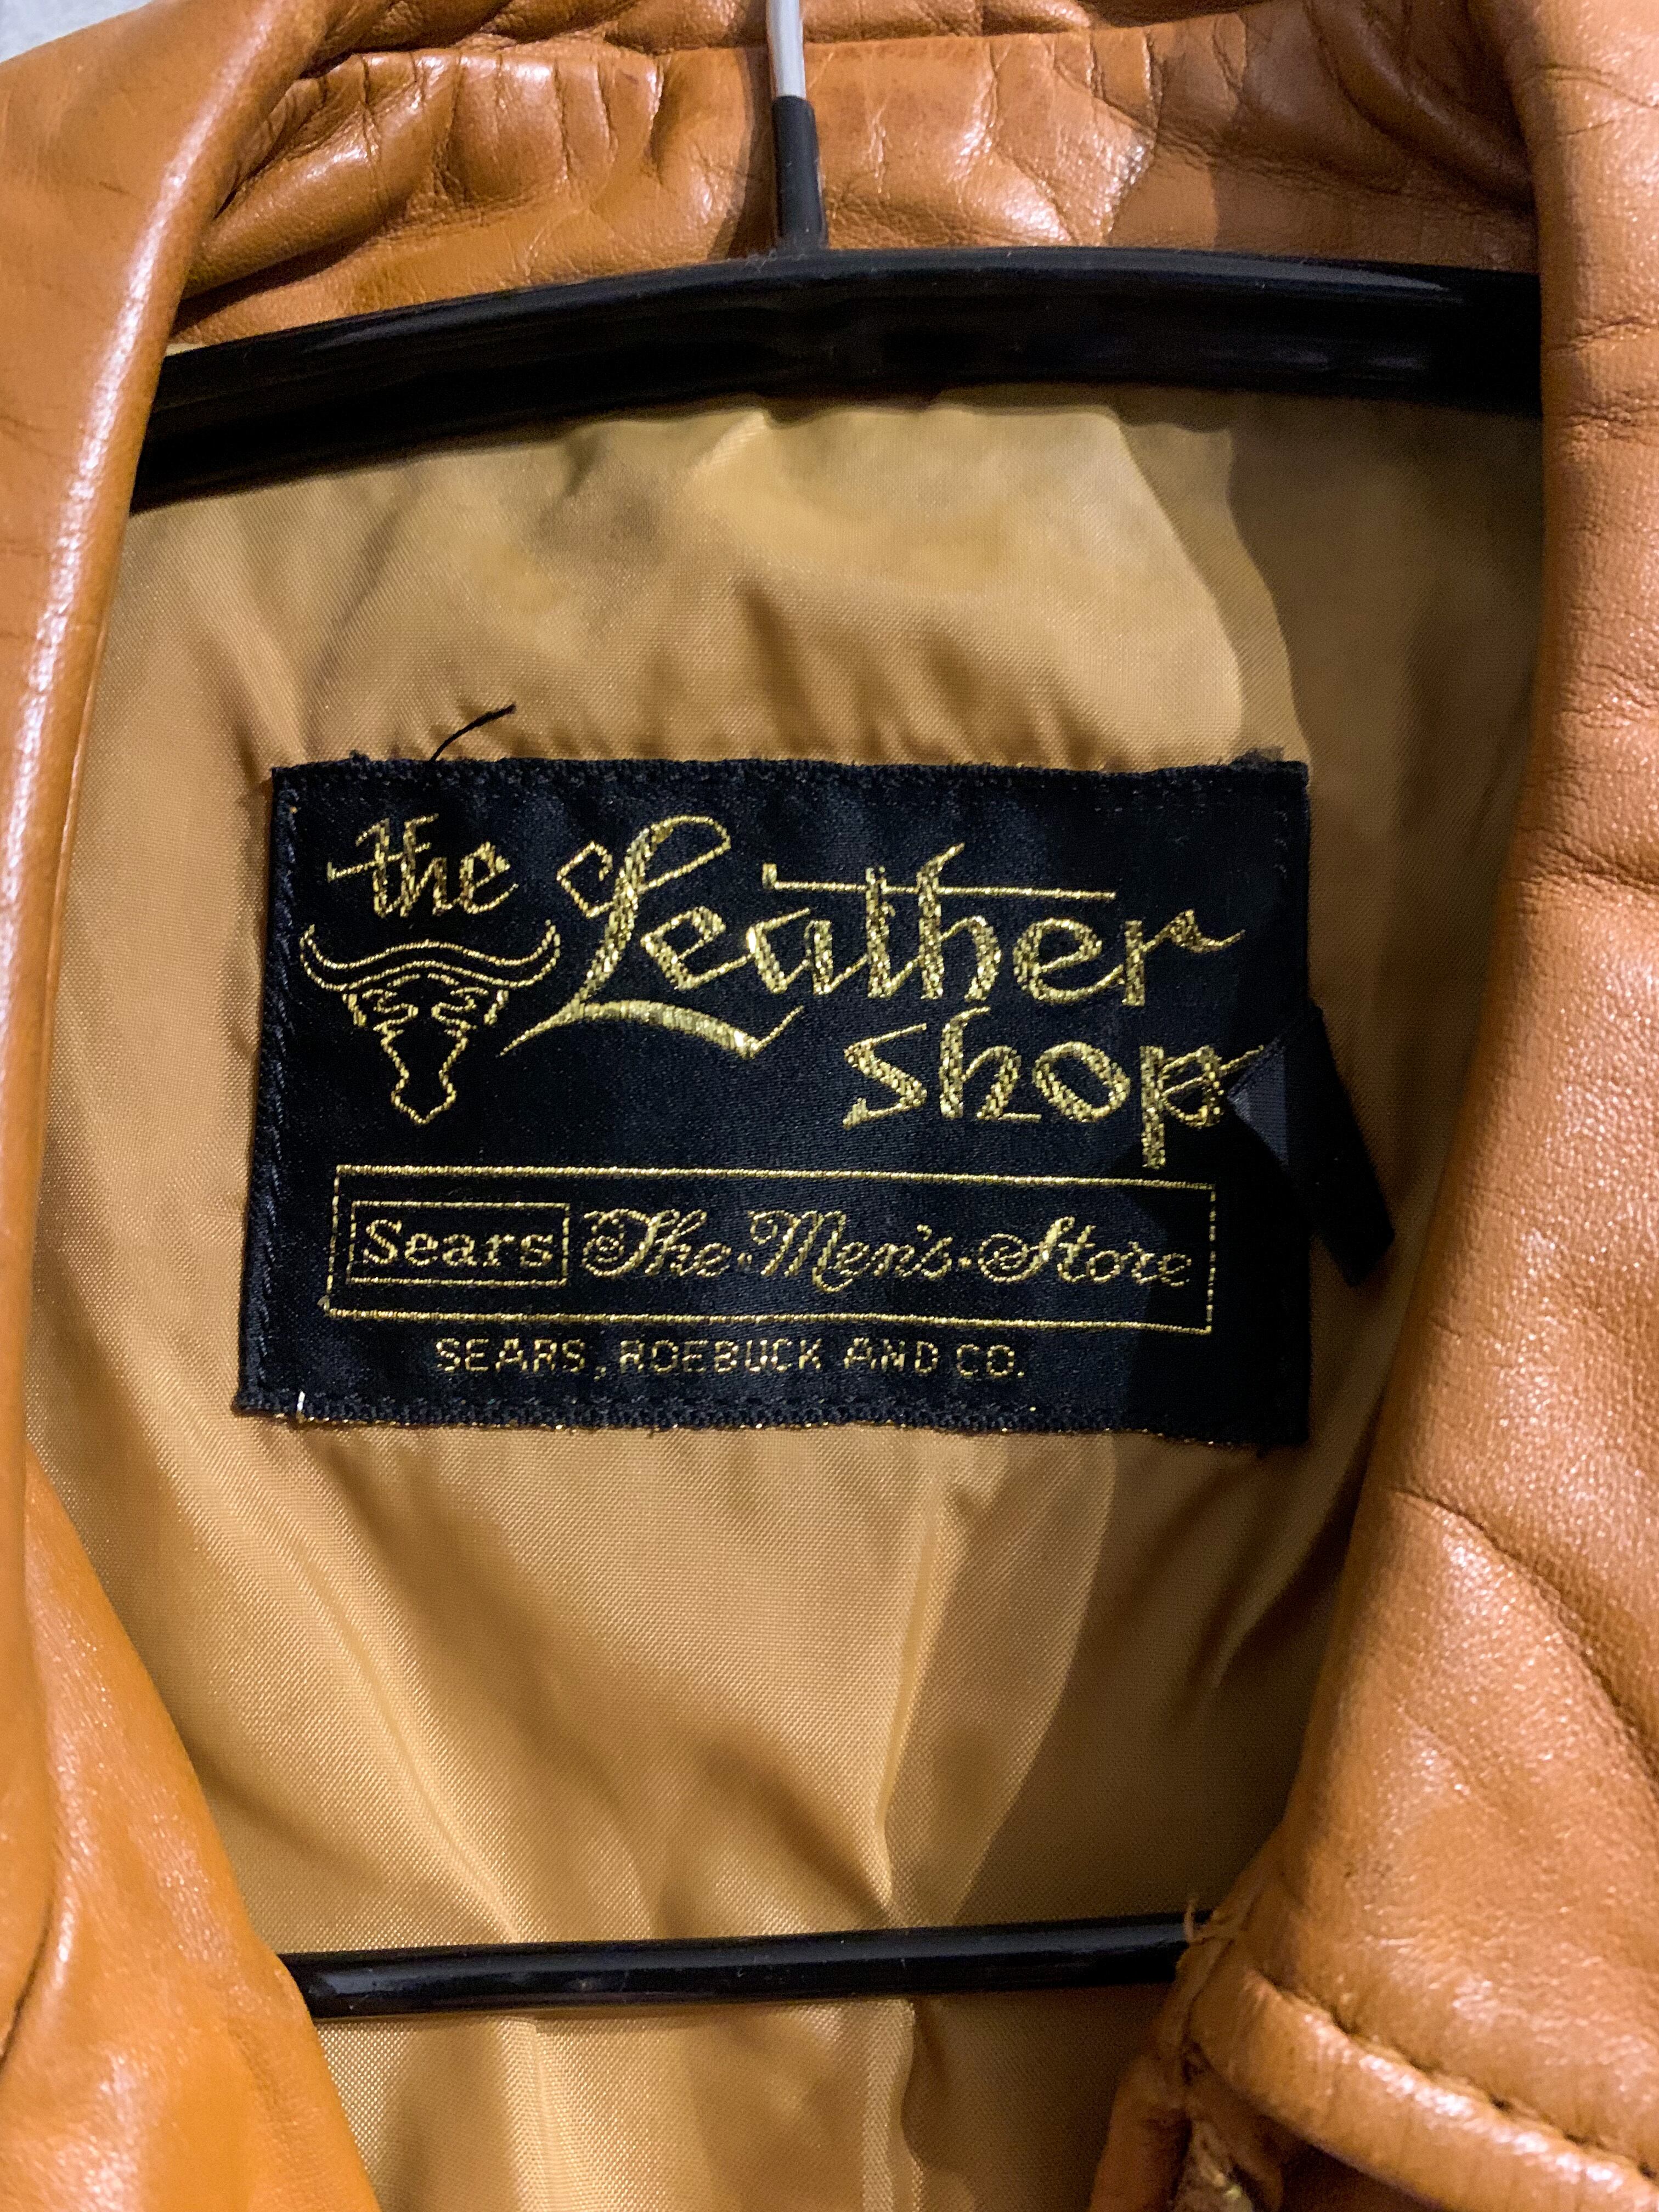 the Leather
shop
Sears The·Men's·Store
SEARS, ROEBUCK AND CO.